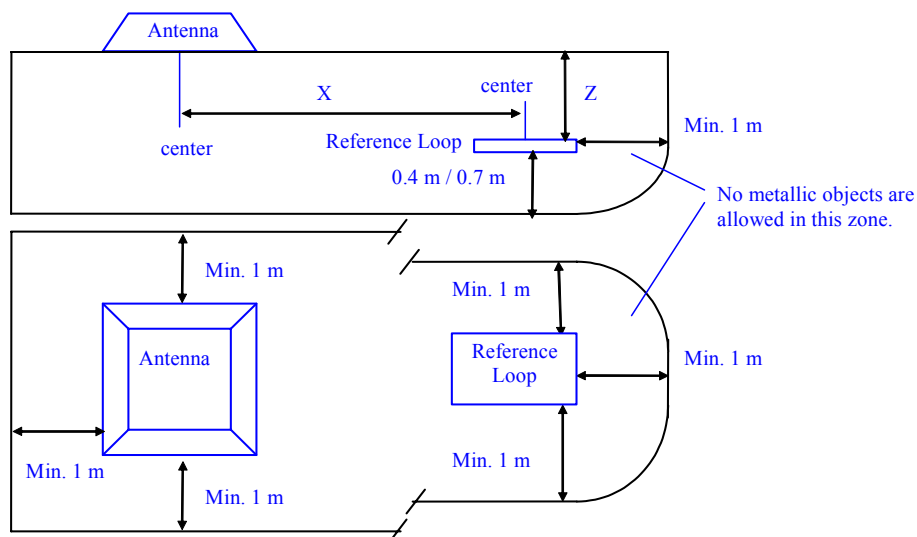 Antenna
center
X
Z
center
Reference Loop
Min. 1 m
0.4 m / 0.7 m
No metallic objects are
allowed in this zone.
Min. 1 m
Min. 1 m
Antenna
Reference
Loop
Min. 1 m
Min. 1 m
Min. 1 m
Min. 1 m